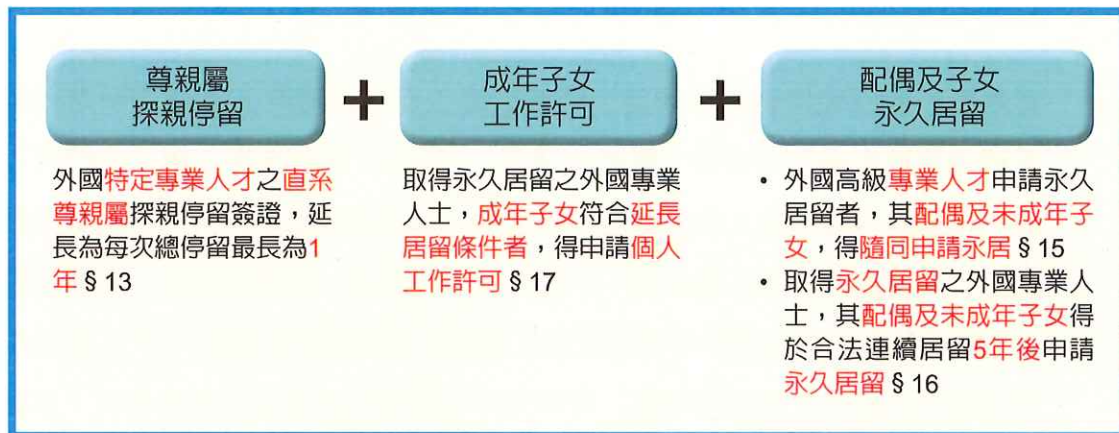 尊親屬
探親停留
+
成年子女
工作許可
+
配偶及子女
永久居留
外國特定專業人才之直系
尊親屬探親停留簽證，延
長為每次總停留最長為1
年§13
取得永久居留之外國專業
人士，成年子女符合延長
居留條件者，得申請個人
工作許可§17
• 外國高級專業人才申請永久
居留者，其配偶及未成年子
女，得隨同申請永居§15
• 取得永久居留之外國專業人
士，其配偶及未成年子女得
於合法連續居留5年後申請
永久居留§16